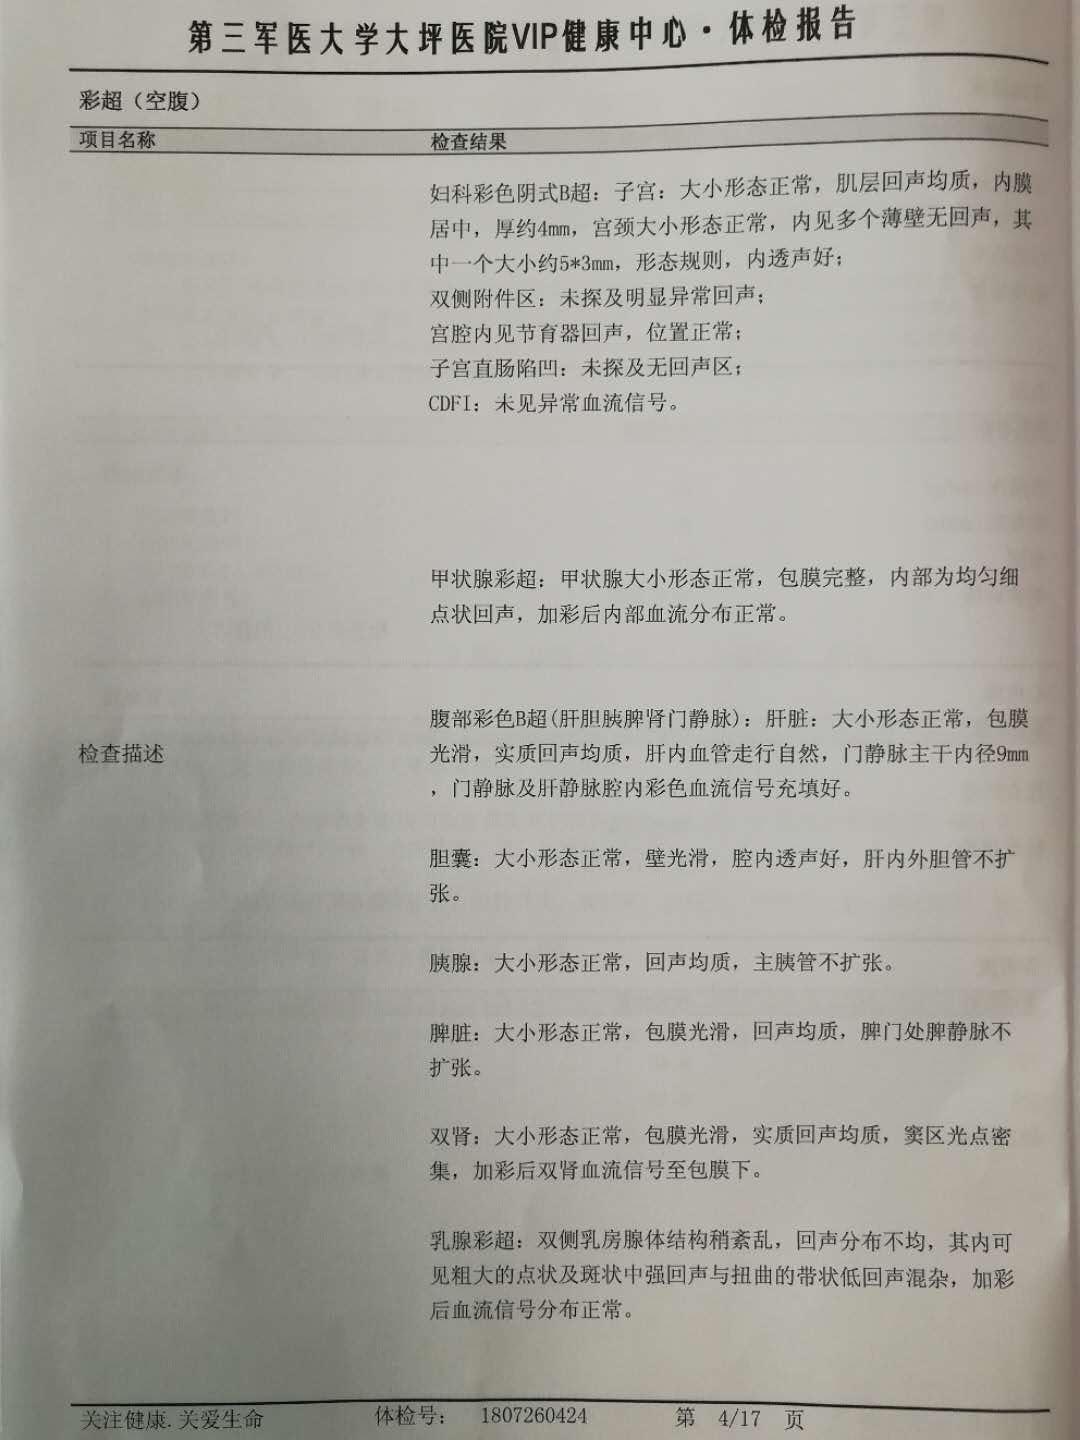 第三军医大学大坪医院VIP健康中心·体检报告
彩超（空腹）
项目名称 检查结果
妇科彩色阴式B超：子宫：大小形态正常，肌层回声均质，内膜
居中，厚约4mm，宫颈大小形态正常，内见多个薄壁无回声，其
中一个大小约5*3mm，形态规则，内透声好；
双侧附件区：未探及明显异常回声；
宫腔内见节育器回声，位置正常；
子宫直肠陷凹：未探及无回声区；
CDFI：未见异常血流信号。
甲状腺彩超：甲状腺大小形态正常，包膜完整，内部为均匀细
点状回声，加彩后内部血流分布正常。
腹部彩色B超(肝胆胰脾肾门静脉)：肝脏：大小形态正常，包膜
检查描述 光滑，实质回声均质，肝内血管走行自然，门静脉主干内径9mm
，门静脉及肝静脉腔内彩色血流信号充填好。
胆囊：大小形态正常，壁光滑，腔内透声好，肝内外胆管不扩
张。
胰腺：大小形态正常，回声均质，主胰管不扩张。
脾脏：大小形态正常，包膜光滑，回声均质，脾门处脾静脉不
扩张。
双肾：大小形态正常，包膜光滑，实质回声均质，窦区光点密
集，加彩后双肾血流信号至包膜下。
乳腺彩超：双侧乳房腺体结构稍紊乱，回声分布不均，其内可
见粗大的点状及斑状中强回声与扭曲的带状低回声混杂，加彩
后血流信号分布正常。
关注健康.关爱生命 体检号： 1807260424 第 4/17 页